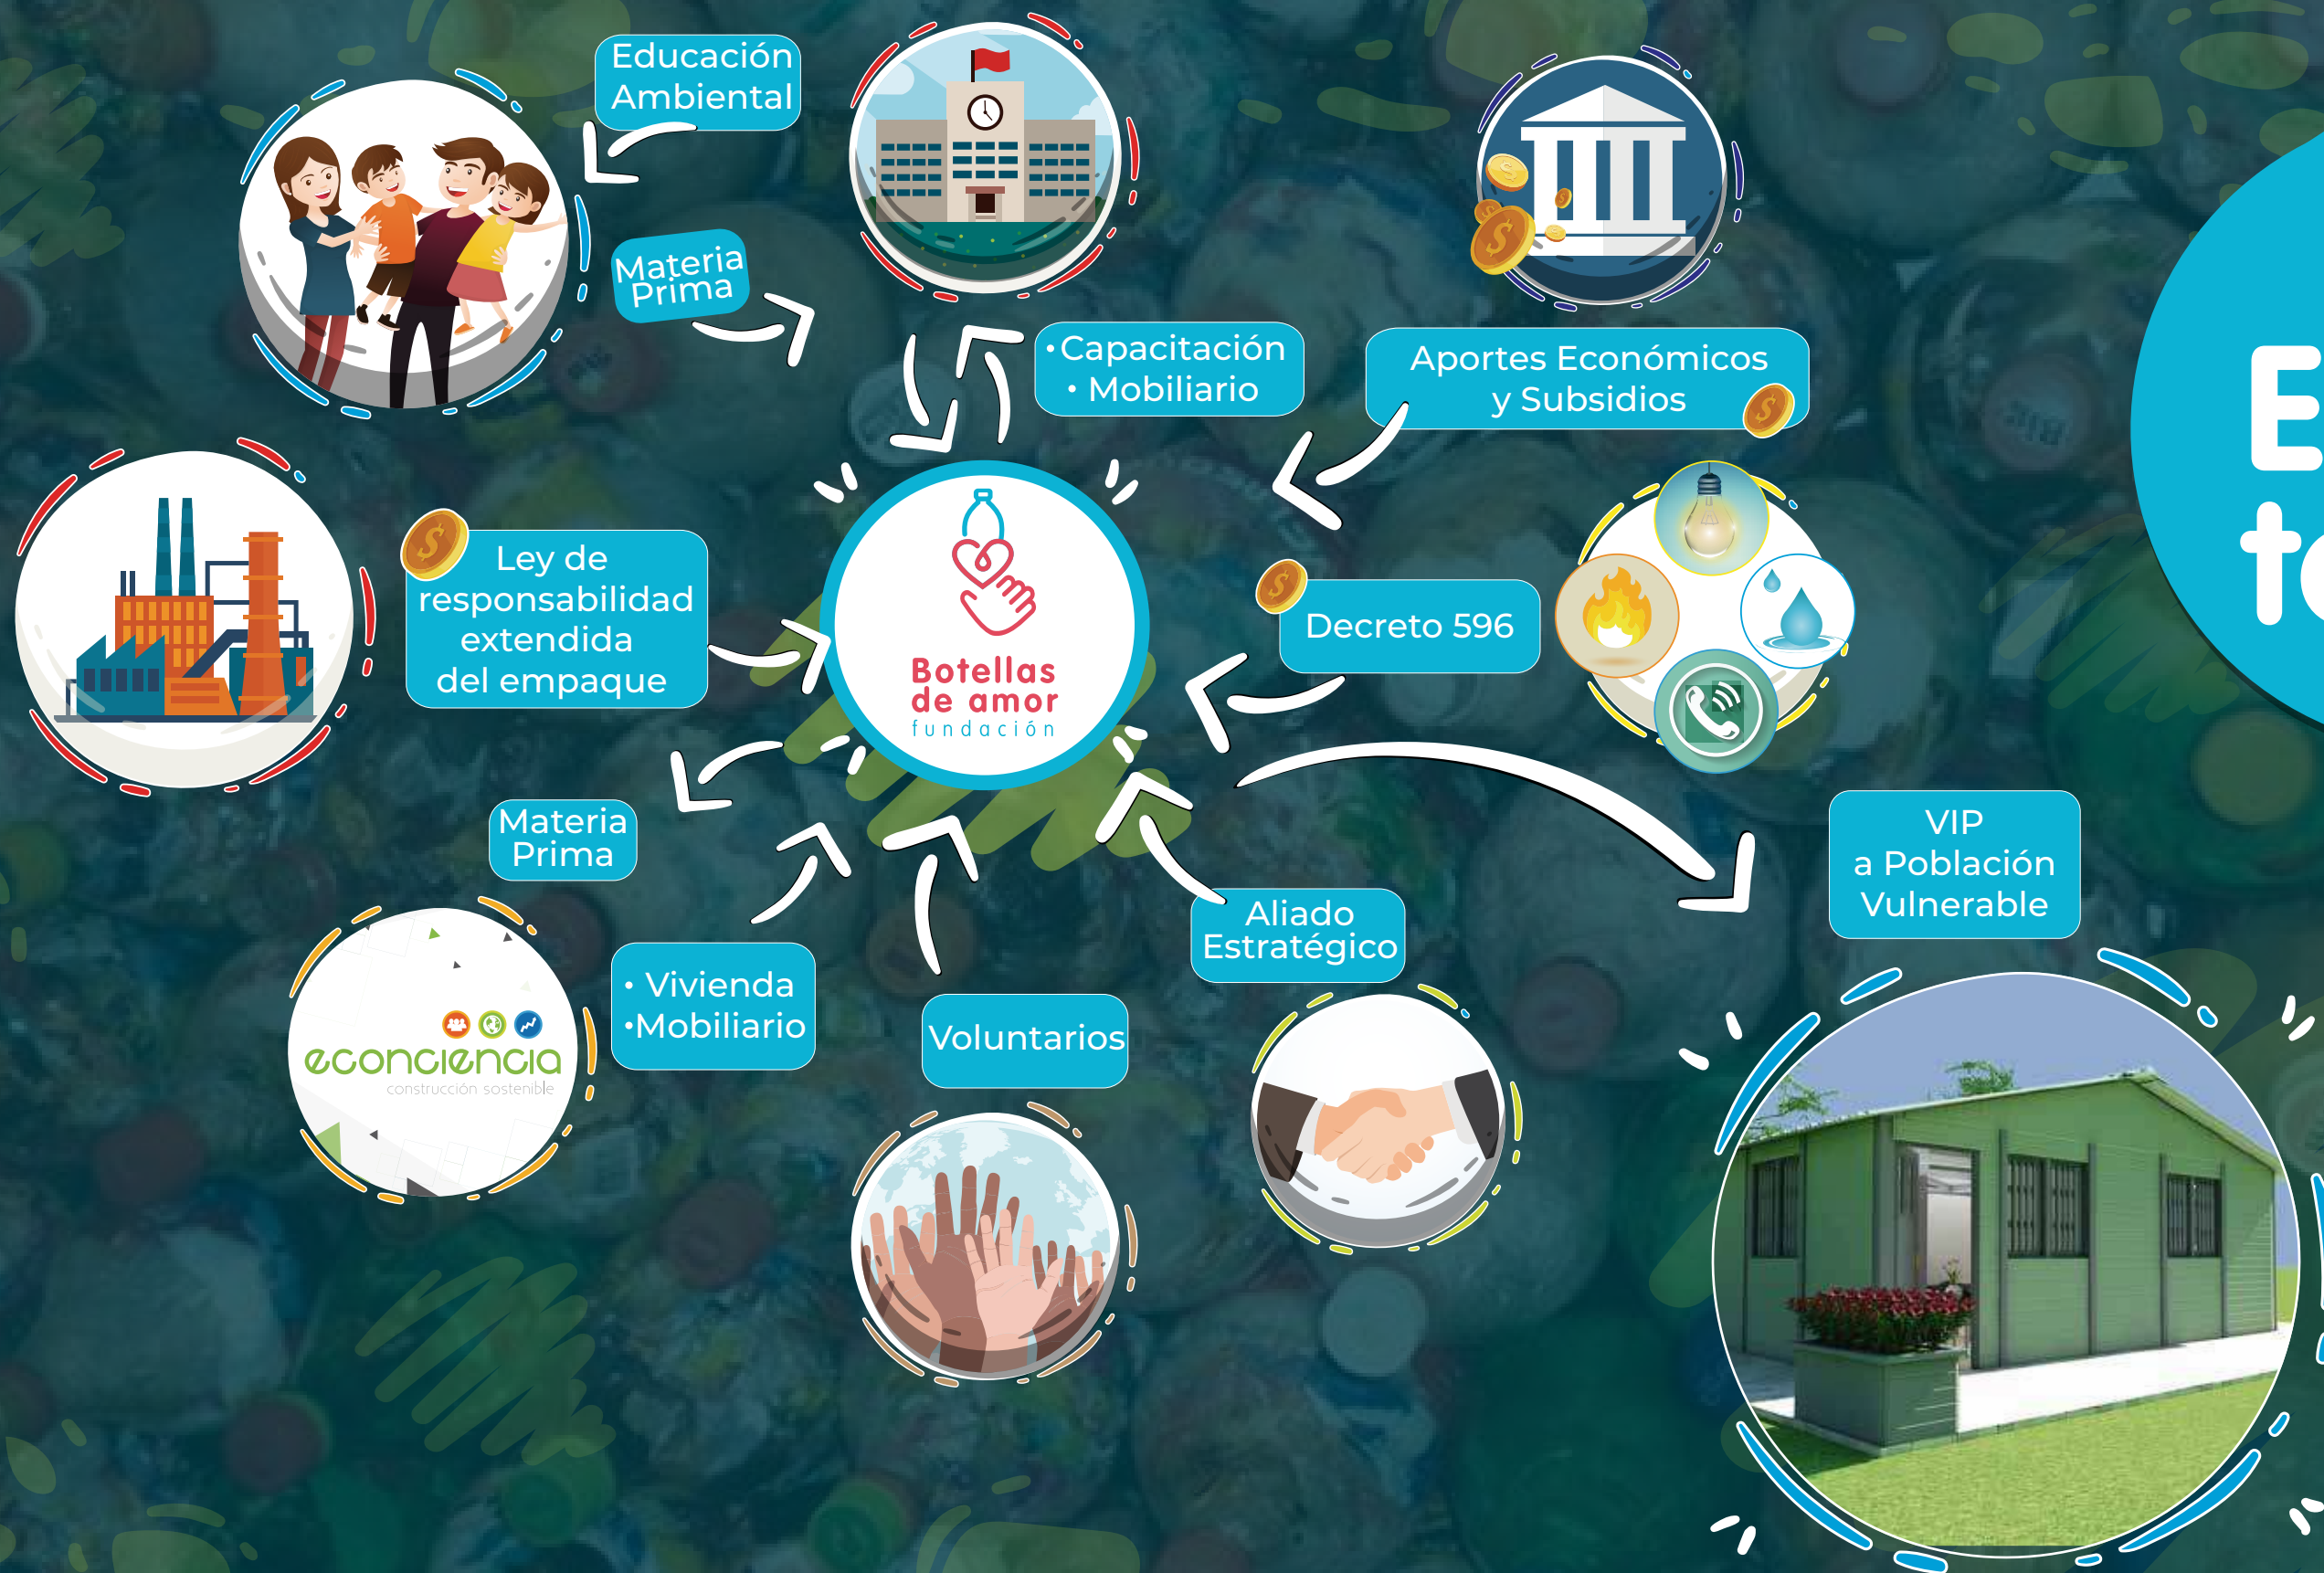 Educación
Ambiental
Materia
Prima
•Capacitación
• Mobiliario
Aportes Económicos
y Subsidios
Ley de
responsabilidad
extendida
del empaque
Botellas
de amor
fundación
Decreto 596
Materia
Prima
VIP
a Población
Vulnerable
Aliado
Estratégico
• Vivienda
•Mobiliario
Voluntarios
econciencia
construcción sostenible